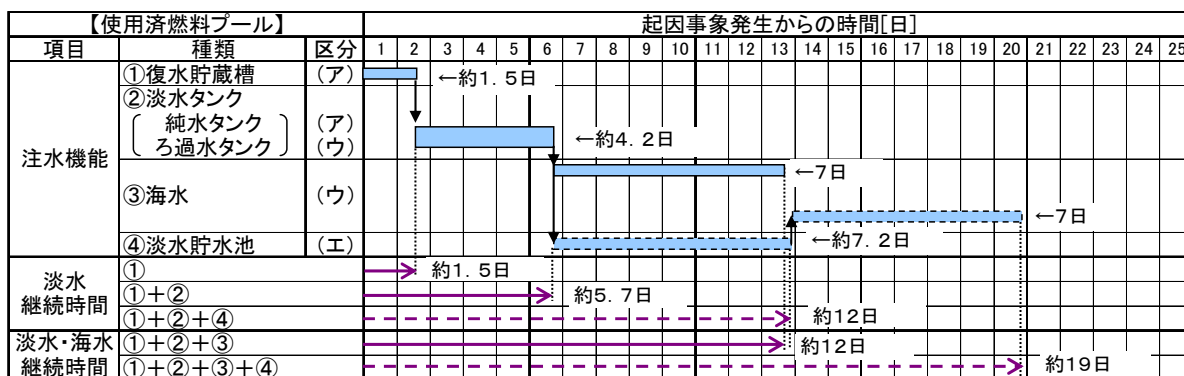 【使用済燃料プール】 起因事象発生からの時間[日]
項目 種類 区分 1 2 3 4 5 6 7 8 9 10 11 12 13 14 15 16 17 18 19 20 21 22 23 24 25
注水機能
①復水貯蔵槽 (ア) ←約1.5日
②淡水タンク
純水タンク (ア)
ろ過水タンク (ウ) ←約4.2日
③海水 (ウ) ←7日
←7日
④淡水貯水池 (エ) ←約7.2日
淡水
継続時間
① 約1.5日
①+② 約5.7日
①+②+④ 約12日
淡水・海水
継続時間
①+②+③ 約12日
①+②+③+④ 約19日